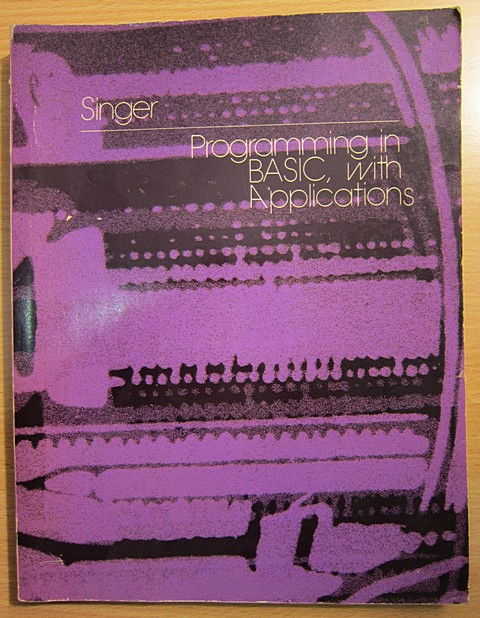 Singer
Programming in
BASIC, with
Applications